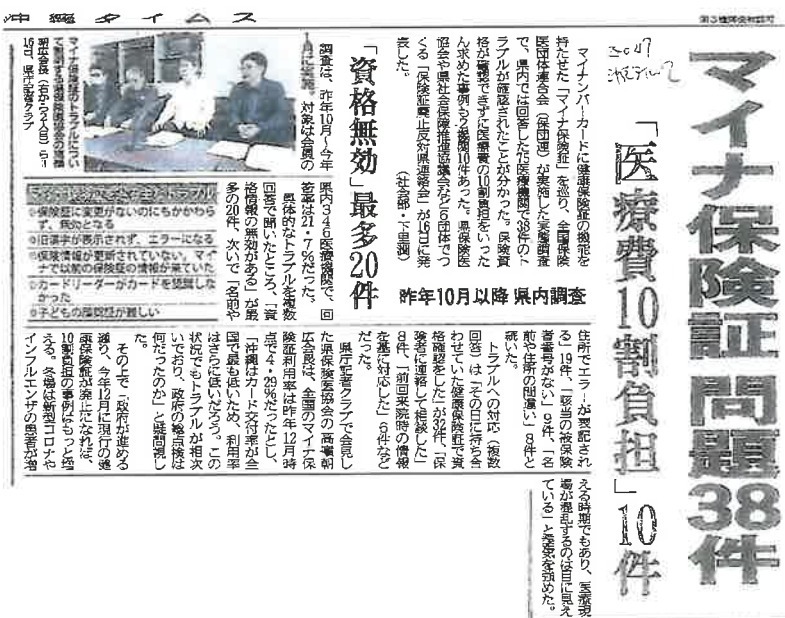 沖縄タイムス
第3種郵便物認可
マイナ保険証 問題38件
「医療費10割負担」10件
昨年10月以降 県内調査
「資格無効」最多20件
マイナンバーカードに健康保険証の機能を
持たせた「マイナ保険証」を巡り、全国保険
医団体連合会（保団連）が実施した実態調査
で、県内では回答した75医療機関で38件のト
ラブルが確認されたことが分かった。保険資
格が確認できずに医療費の10割負担をいった
ん求めた事例も2機関10件あった。県保険医
協会や県社会保障推進協議会など6団体でつ
くる「保険証廃止反対県連絡会」が16日に発
表した。
（社会部・下里潤）
調査は、昨年10月〜今年
1月に実施。対象は会員の
県内346医療機関で、回
答率は21・7％だった。
具体的なトラブルを複数
回答で聞いたところ、「資
格情報の無効がある」が最
多の20件、次いで「名前や
住所でエラーが表記され
る」19件、「該当の被保険
者番号がない」9件、「名
前や住所の間違い」8件と
続いた。
トラブルへの対応（複数
回答）は「その日に持ち合
わせていた健康保険証で資
格確認をした」が32件、「保
険者に連絡して相談した」
8件、「前回来院時の情報
を基に対応した」6件など
だった。
県庁記者クラブで会見し
た県保険医協会の高嶺朝
広会長は、全国のマイナ保
険証利用率は昨年12月時
点で4・29％だったとし、
「沖縄はカード交付率が全
国で最も低いため、利用率
はさらに低いだろう。この
状況でもトラブルが相次
いでおり、政府の総点検は
何だったのか」と疑問視し
た。
その上で「政府が進める
通り、今年12月に現行の健
康保険証が廃止になれば、
10割負担の事例はもっと増
える。冬場は新型コロナや
インフルエンザの患者が増
える時期でもあり、医療現
場が混乱するのは目に見え
ている」と語気を強めた。
マイナ保険証のトラブルについ
て説明する県保険医協会の高嶺
朝広会長（右から2人目）ら＝
16日、県庁記者クラブ
◎保険証に変更がないのにもかかわら
ず、無効となる
◎旧漢字が表示されず、エラーになる
◎保険情報が更新されていない。マイ
ナで以前の保険証の情報が来ていた
◎カードリーダーがカードを認識しな
かった
◎子どもの顔認証が難しい